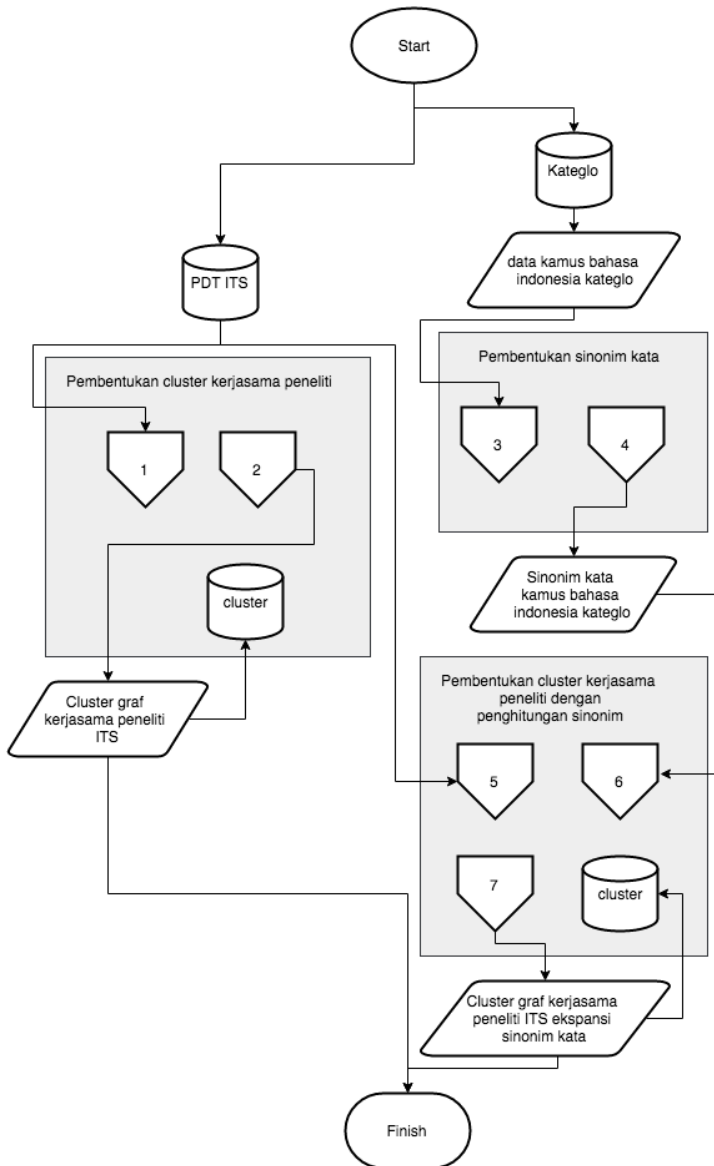 Start
Kateglo
PDT ITS
data kamus bahasa
indonesia kateglo
Pembentukan cluster kerjasama peneliti
1
2
cluster
Cluster graf
kerjasama peneliti
ITS
Pembentukan sinonim kata
3
4
Sinonim kata
kamus bahasa
indonesia kateglo
Pembentukan cluster kerjasama
peneliti dengan
penghitungan sinonim
5
6
7
cluster
Cluster graf kerjasama
peneliti ITS ekspansi
sinonim kata
Finish